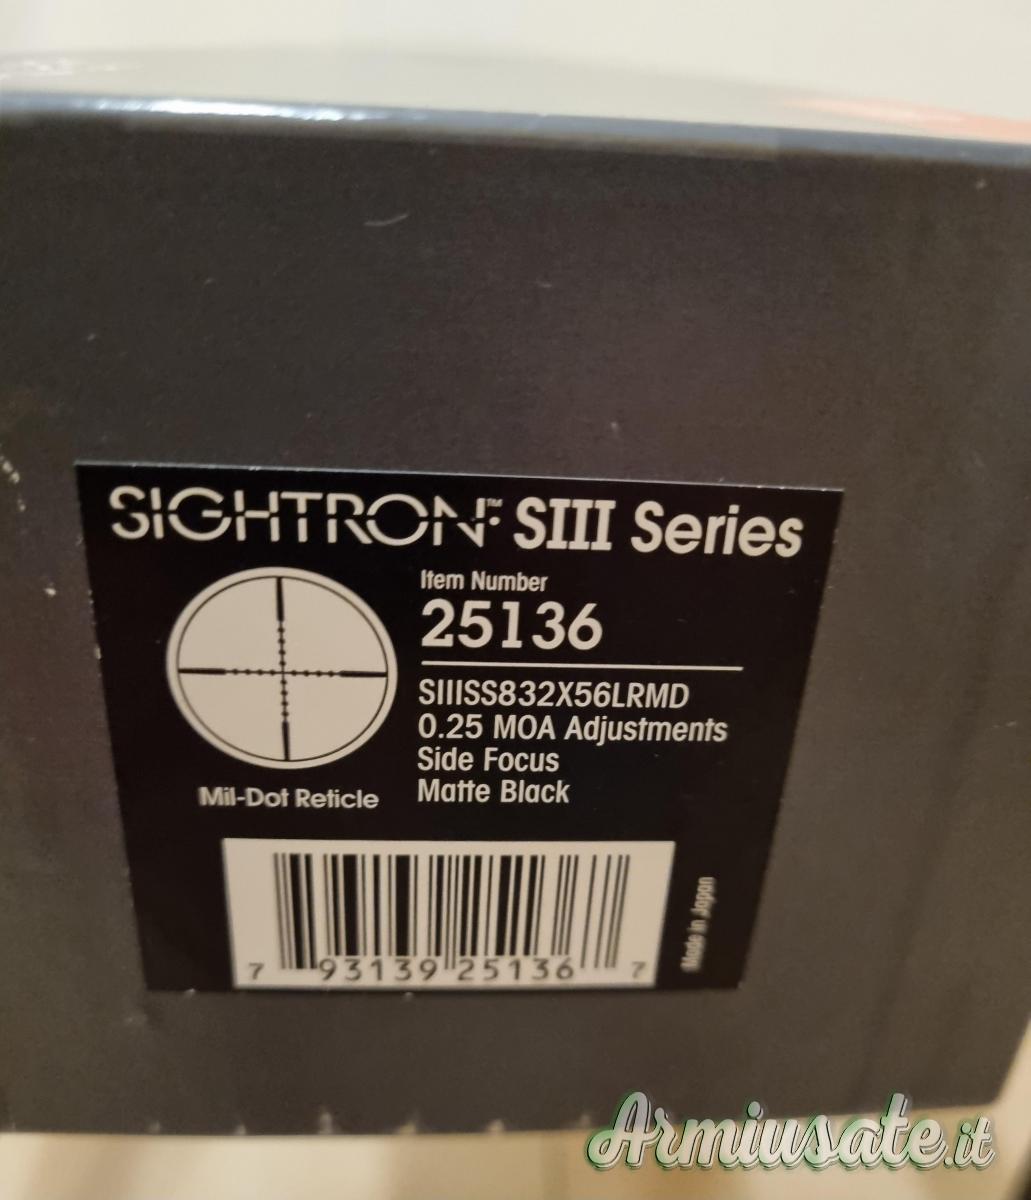 SIGHTRON™ SIII Series
Item Number
25136
SIIISS832X56LRMD
0.25 MOA Adjustments
Side Focus
Matte Black
Mil-Dot Reticle
7 93139 25136 7
Made in Japan
Armiusate.it